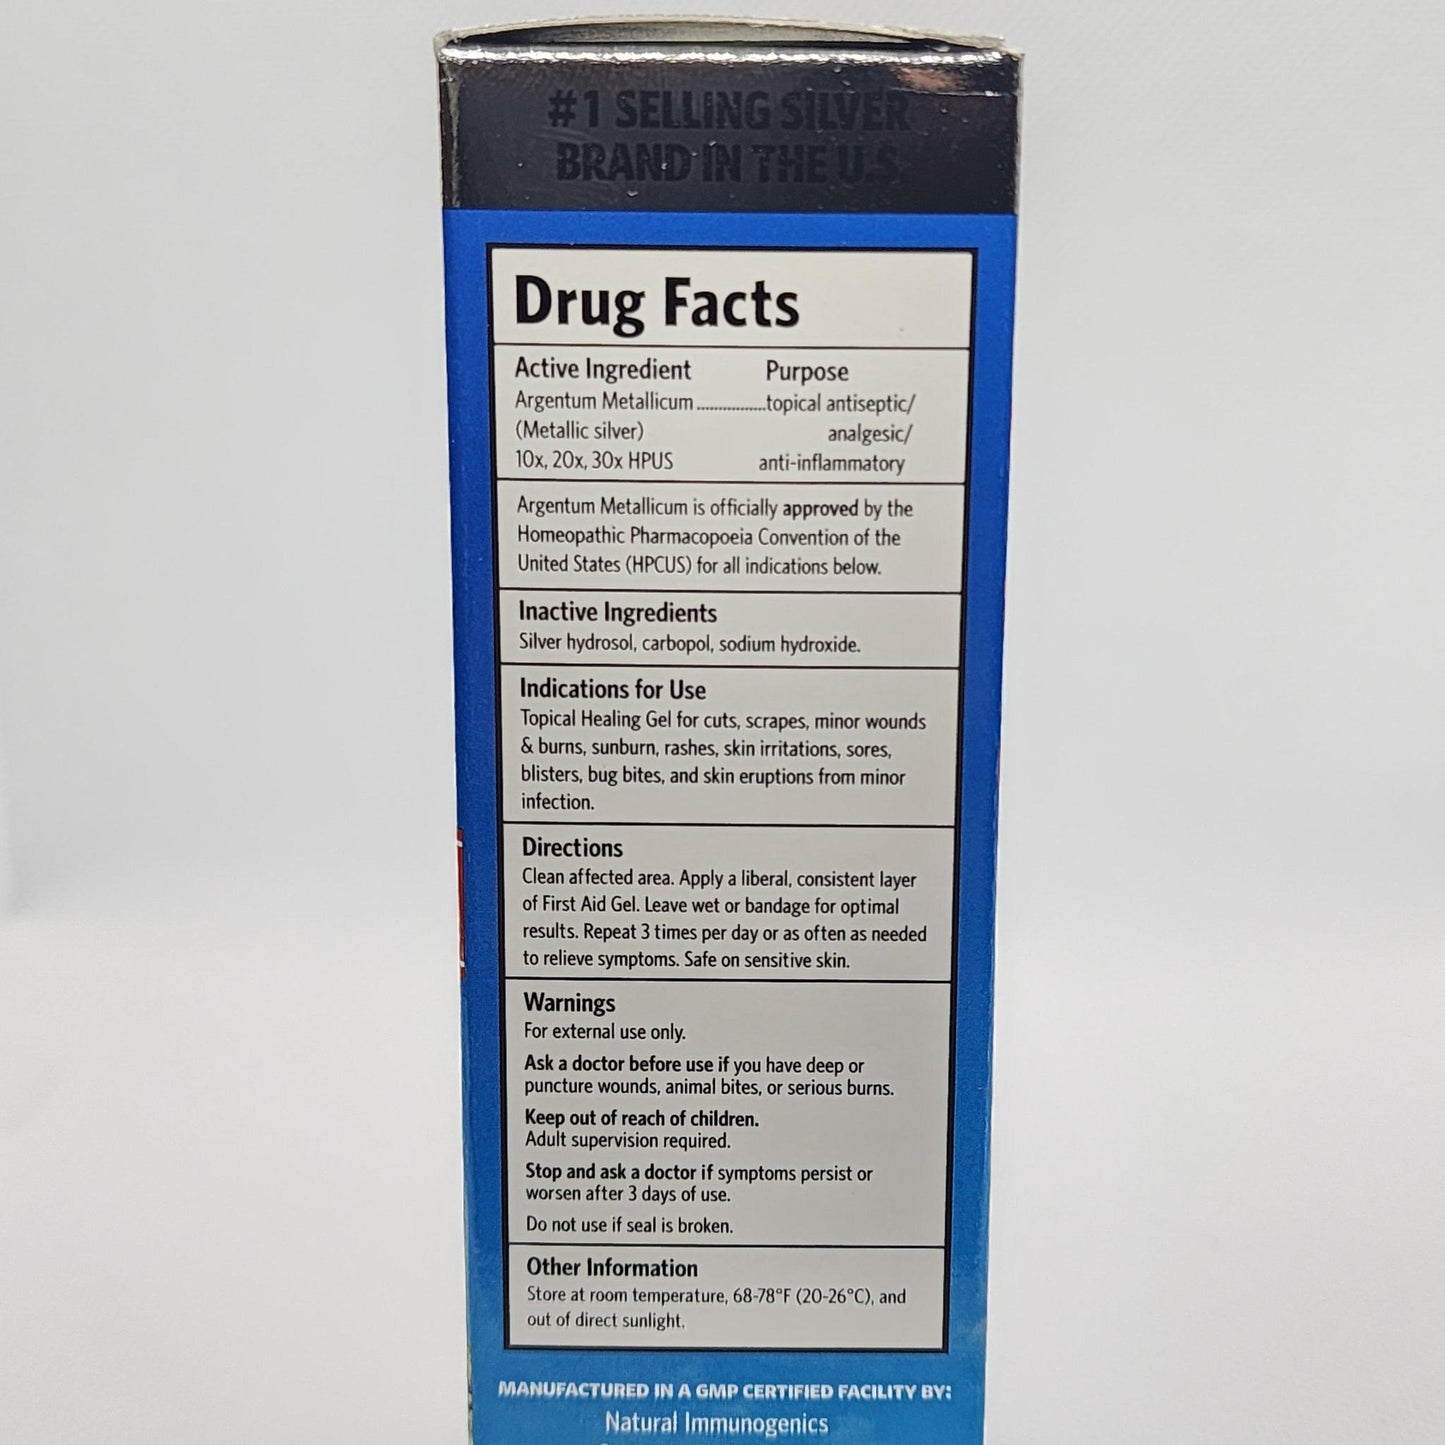 #1 SELLING SILVER
BRAND IN THE U.S.
Drug Facts
Active Ingredient Purpose
Argentum Metallicum ................topical antiseptic/
(Metallic silver) analgesic/
10x, 20x, 30x HPUS anti-inflammatory
Argentum Metallicum is officially approved by the
Homeopathic Pharmacopoeia Convention of the
United States (HPCUS) for all indications below.
Inactive Ingredients
Silver hydrosol, carbopol, sodium hydroxide.
Indications for Use
Topical Healing Gel for cuts, scrapes, minor wounds
& burns, sunburn, rashes, skin irritations, sores,
blisters, bug bites, and skin eruptions from minor
infection.
Directions
Clean affected area. Apply a liberal, consistent layer
of First Aid Gel. Leave wet or bandage for optimal
results. Repeat 3 times per day or as often as needed
to relieve symptoms. Safe on sensitive skin.
Warnings
For external use only.
Ask a doctor before use if you have deep or
puncture wounds, animal bites, or serious burns.
Keep out of reach of children.
Adult supervision required.
Stop and ask a doctor if symptoms persist or
worsen after 3 days of use.
Do not use if seal is broken.
Other Information
Store at room temperature, 68-78°F (20-26°C), and
out of direct sunlight.
MANUFACTURED IN A GMP CERTIFIED FACILITY BY:
Natural Immunogenics